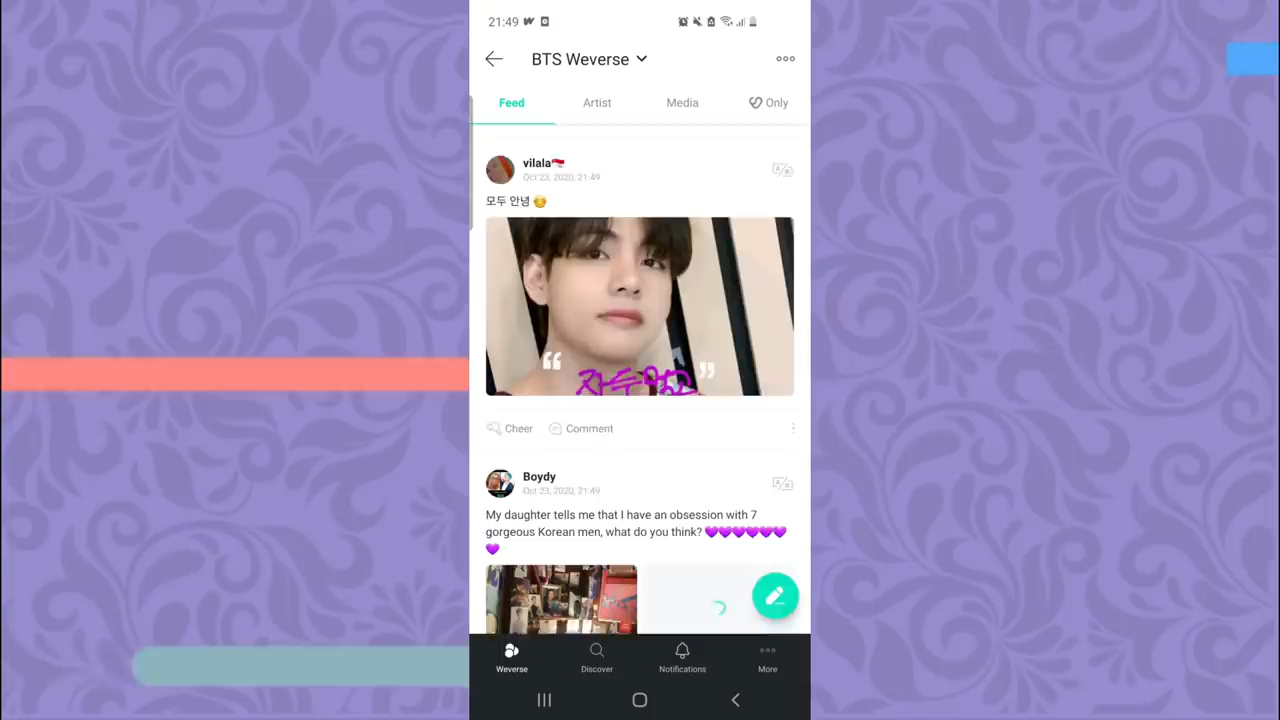 21:49
BTS Weverse
Feed Artist Media Only
vilala
Oct 23, 2020, 21:49
모두 안녕
“ ”
Cheer Comment
Boydy
Oct 23, 2020, 21:49
My daughter tells me that I have an obsession with 7
gorgeous Korean men, what do you think?
Weverse Discover Notifications More